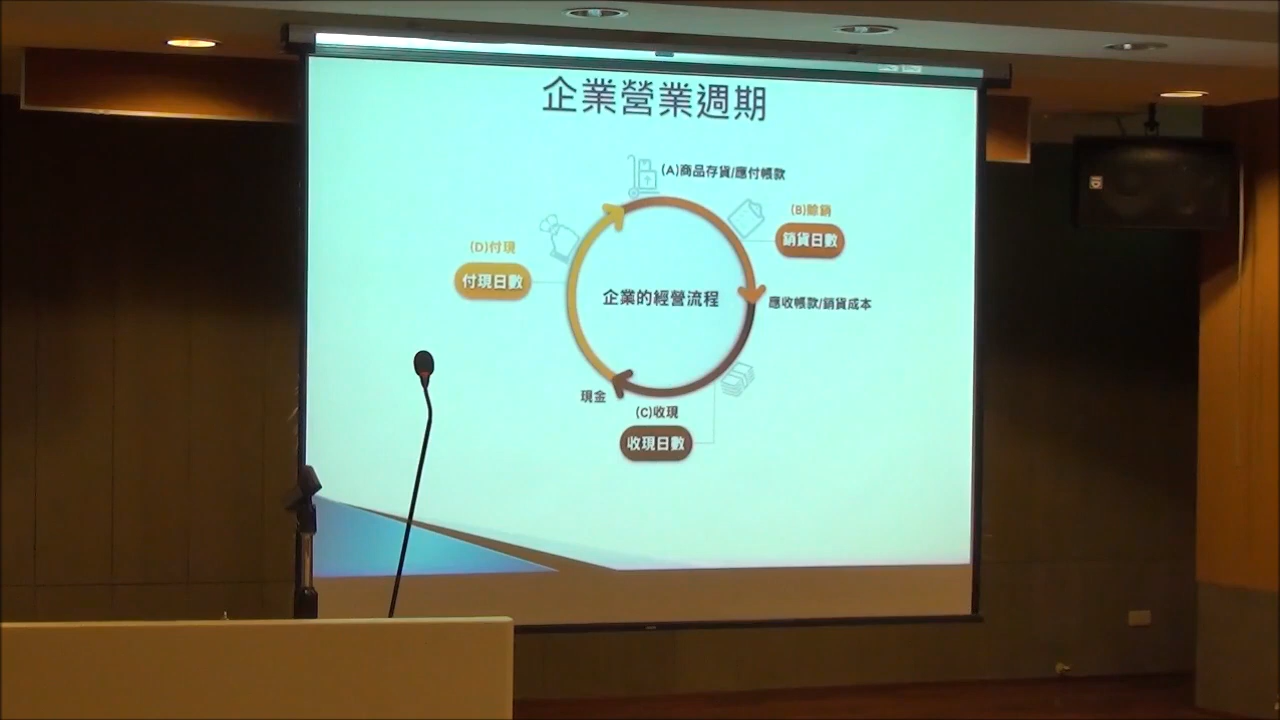 企業營業週期
(A)商品存貨/應付帳款
(B)賒銷
銷貨日數
(D)付現
付現日數
企業的經營流程
應收帳款/銷貨成本
現金
(C)收現
收現日數